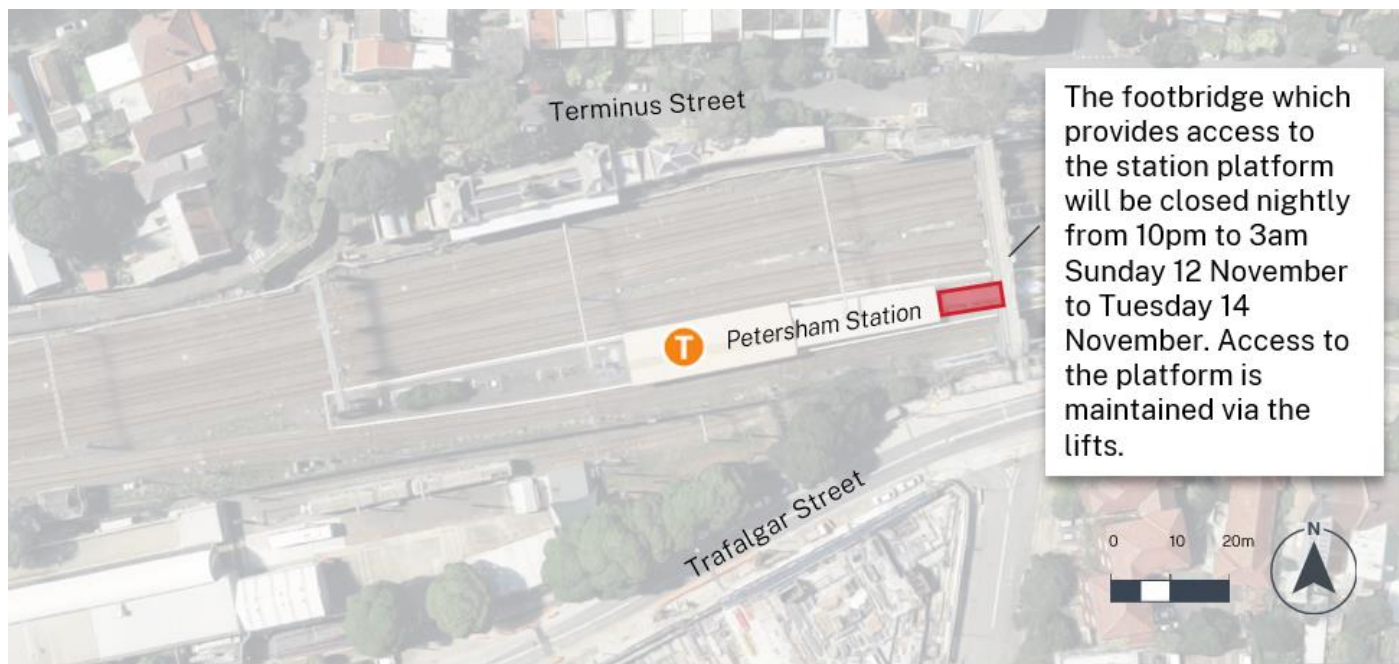 Terminus Street
The footbridge which
provides access to
the station platform
will be closed nightly
from 10pm to 3am
Sunday 12 November
to Tuesday 14
November. Access to
the platform is
maintained via the
lifts.
T
Petersham Station
Trafalgar Street
0 10 20m
N